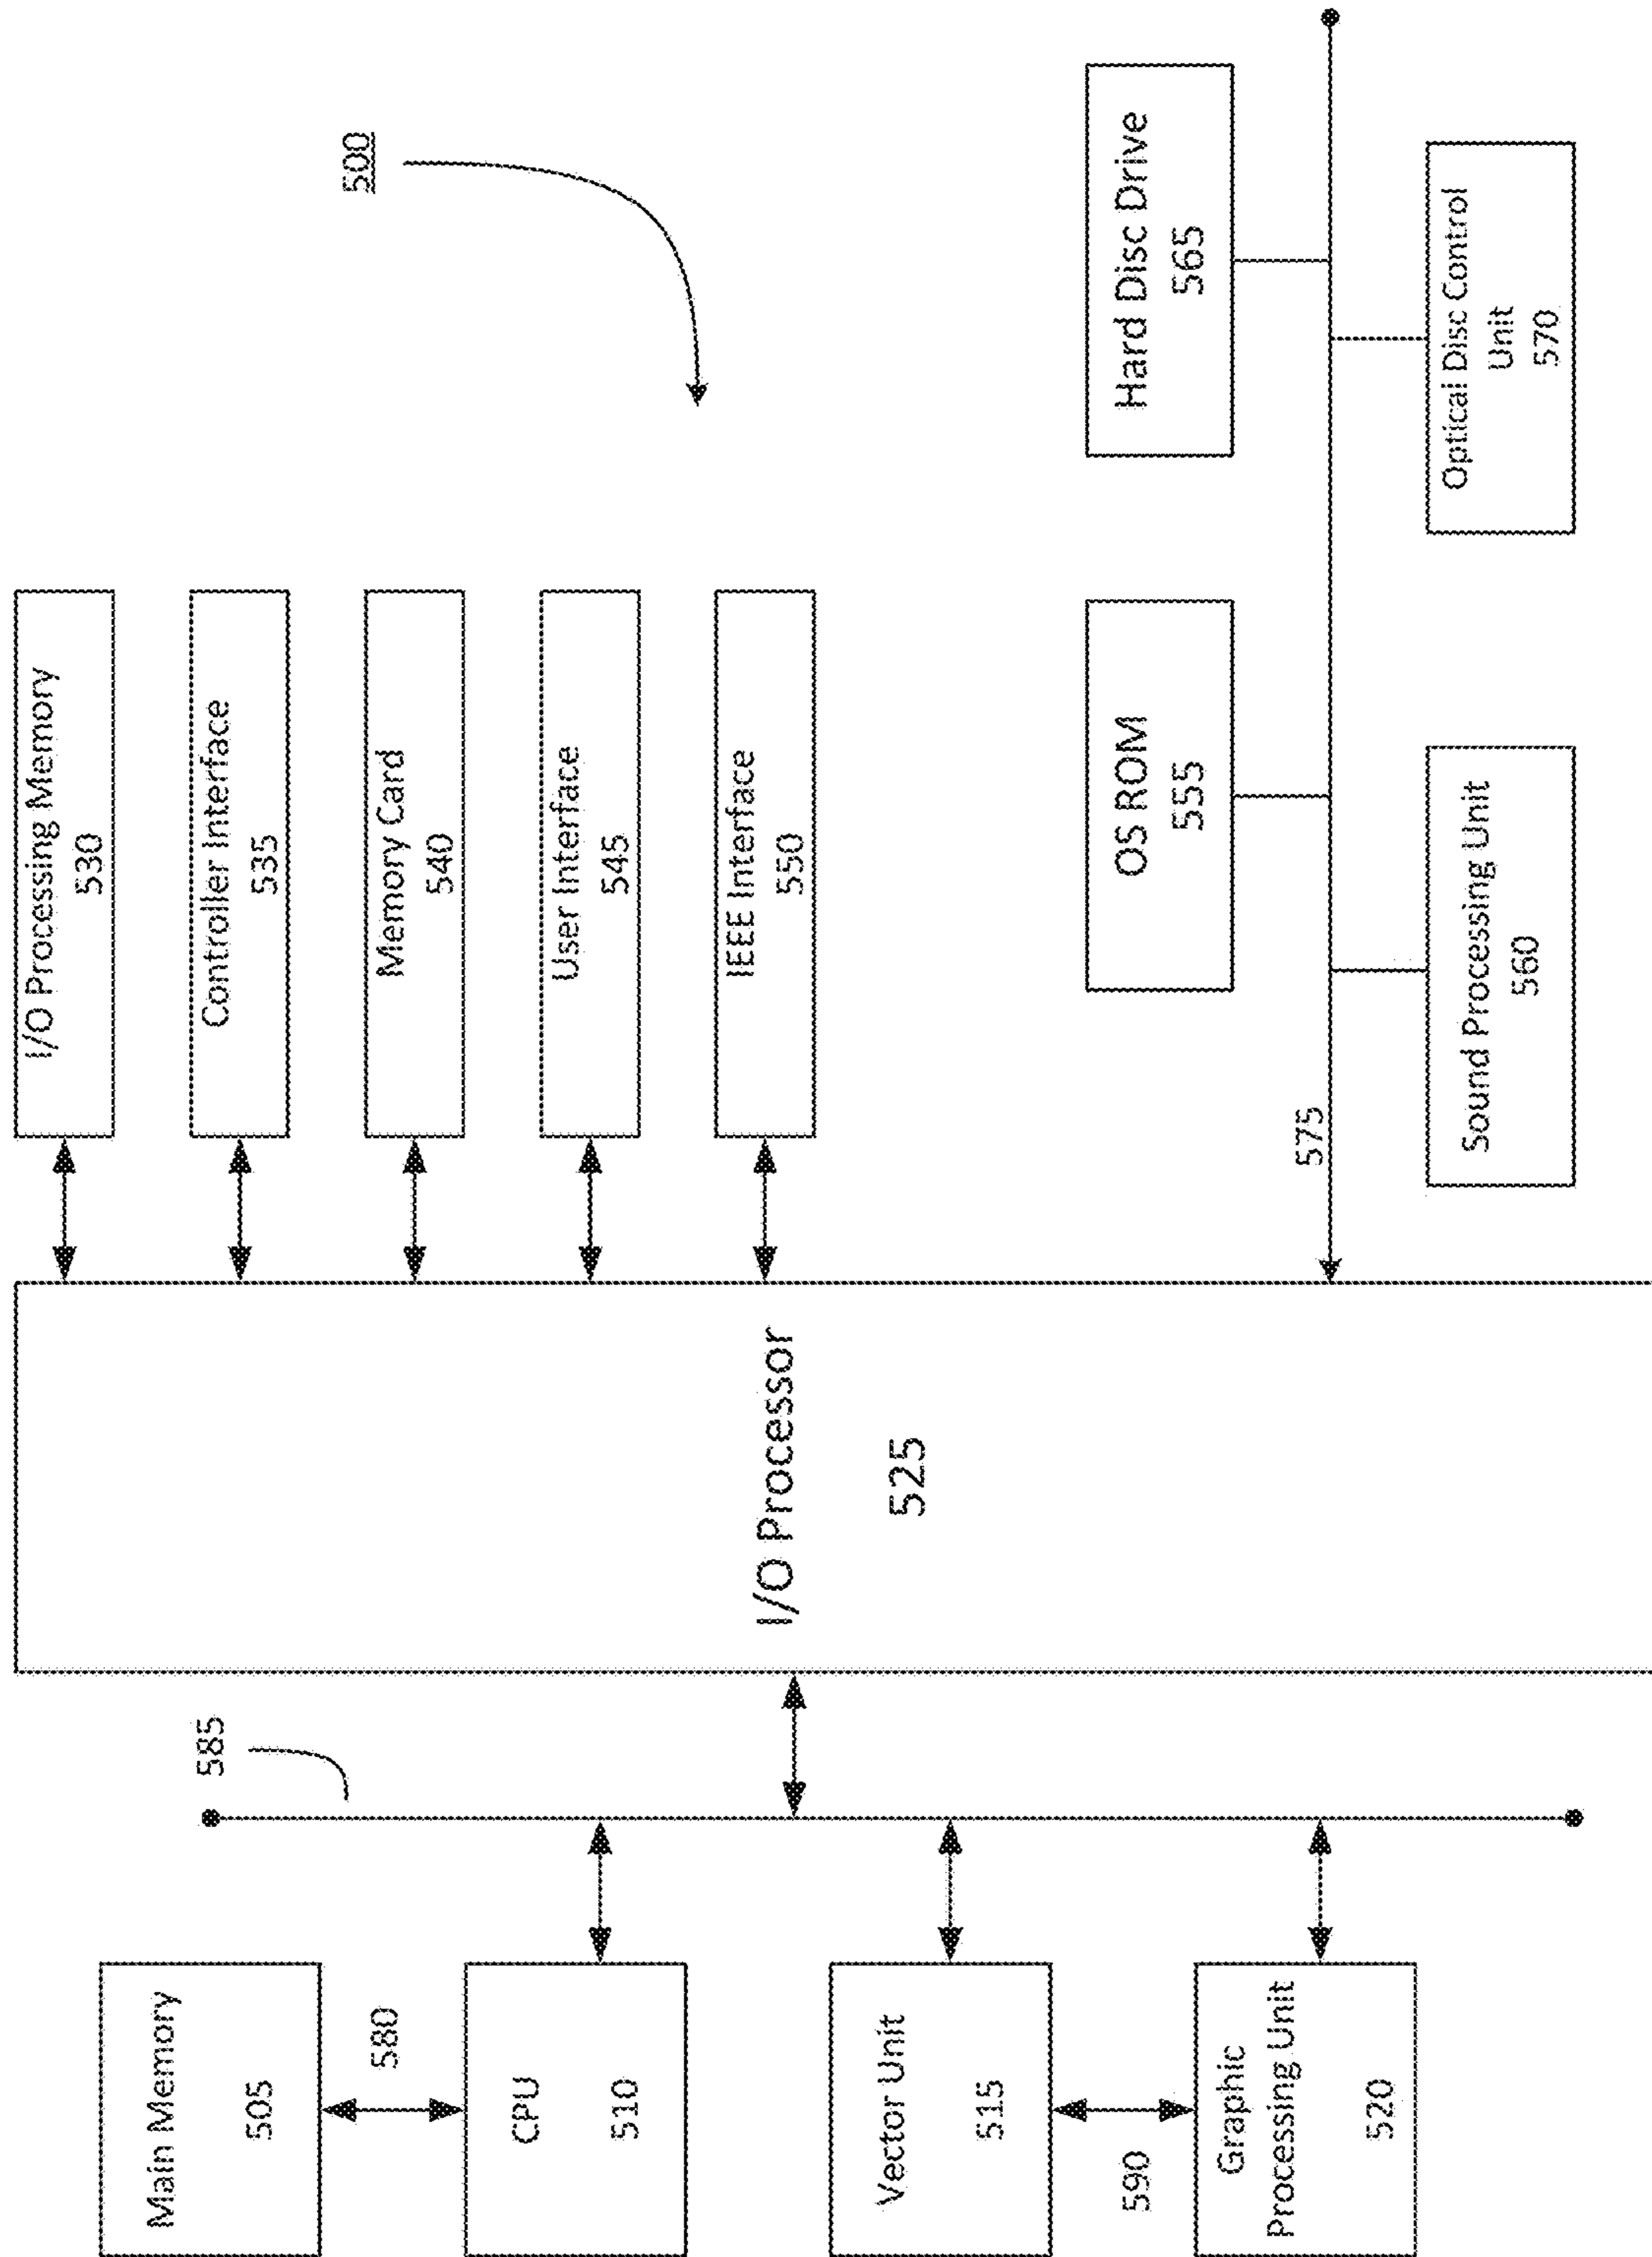 500
Main Memory
505
580
CPU
510
Vector Unit
515
590
Graphic
Processing Unit
520
585
I/O Processor
525
I/O Processing Memory
530
Controller Interface
535
Memory Card
540
User Interface
545
IEEE Interface
550
OS ROM
555
Hard Disc Drive
565
575
Sound Processing Unit
560
Optical Disc Control
Unit
570